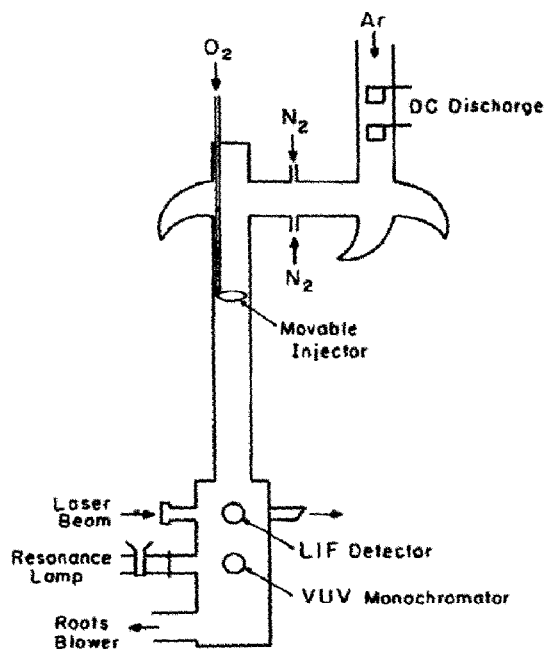 Ar
O2
DC Discharge
N2
N2
Movable
Injector
Laser
Beam
LIF Detector
Resonance
Lamp
VUV Monochromator
Roots
Blower